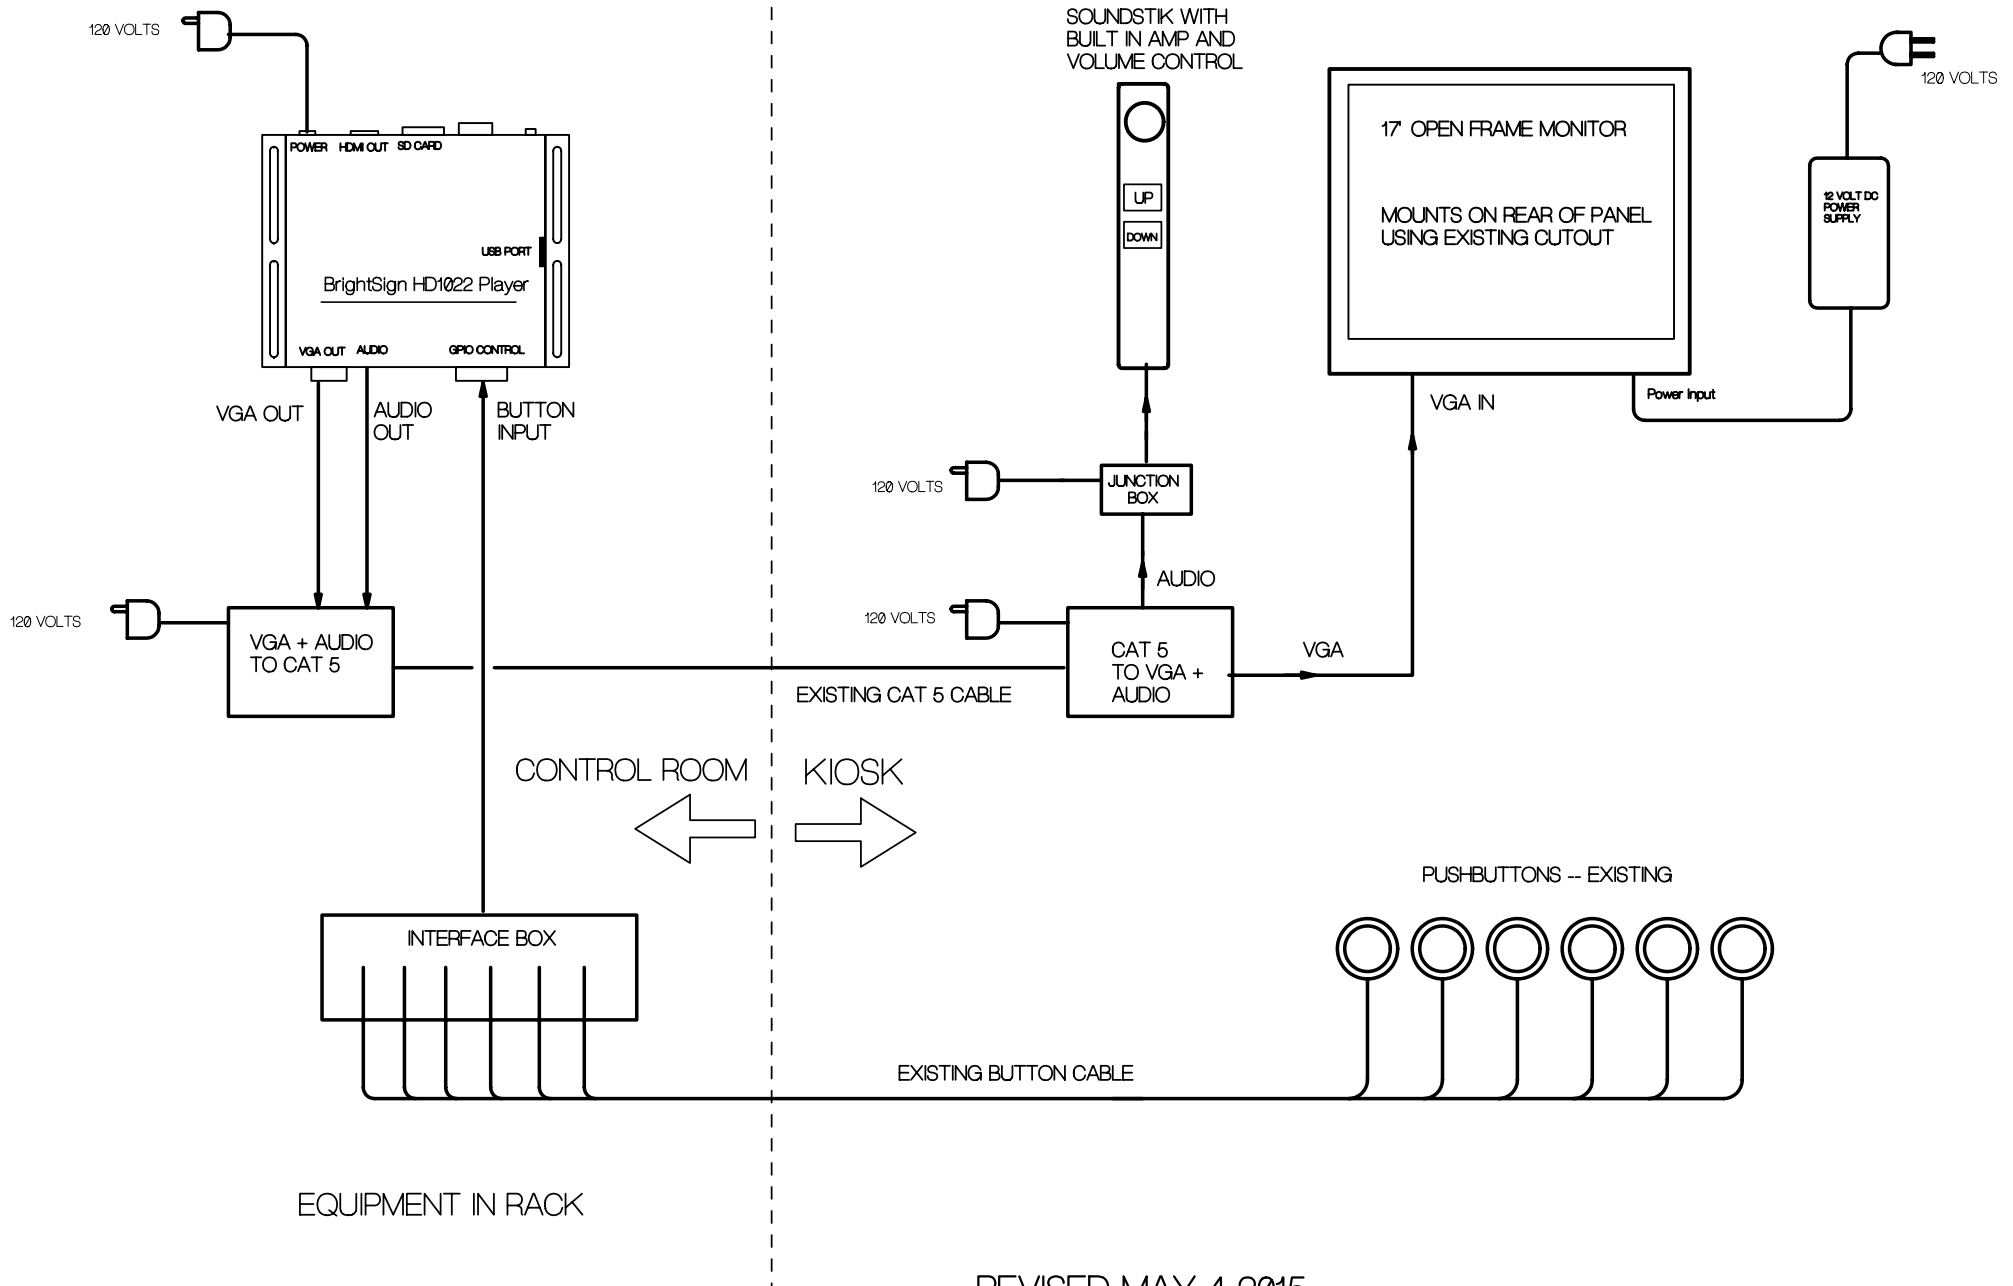 120 VOLTS
POWER HDMI OUT SD CARD
USB PORT
BrightSign HD1022 Player
VGA OUT AUDIO GPIO CONTROL
VGA OUT
AUDIO
OUT
BUTTON
INPUT
120 VOLTS
VGA + AUDIO
TO CAT 5
INTERFACE BOX
CONTROL ROOM
EQUIPMENT IN RACK
KIOSK
SOUNDSTIK WITH
BUILT IN AMP AND
VOLUME CONTROL
UP
DOWN
120 VOLTS
JUNCTION
BOX
AUDIO
120 VOLTS
CAT 5
TO VGA +
AUDIO
EXISTING CAT 5 CABLE
VGA
VGA IN
17" OPEN FRAME MONITOR
MOUNTS ON REAR OF PANEL
USING EXISTING CUTOUT
Power Input
12 VOLT DC
POWER
SUPPLY
120 VOLTS
PUSHBUTTONS -- EXISTING
EXISTING BUTTON CABLE
REVISED MAY 4 2015